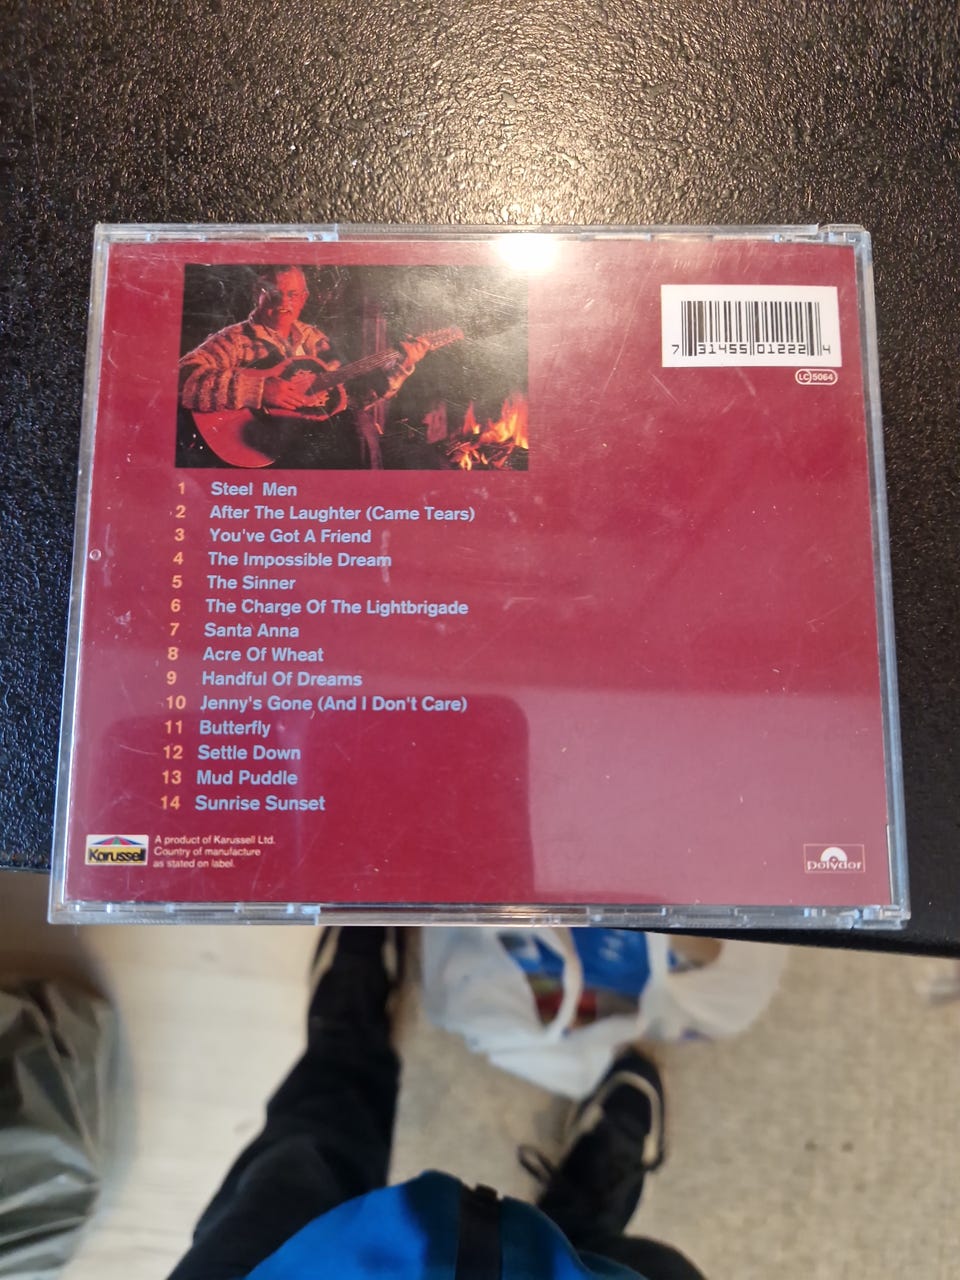 7 31455 01222 4
LC 5064
1 Steel Men
2 After The Laughter (Came Tears)
3 You've Got A Friend
4 The Impossible Dream
5 The Sinner
6 The Charge Of The Lightbrigade
7 Santa Anna
8 Acre Of Wheat
9 Handful Of Dreams
10 Jenny's Gone (And I Don't Care)
11 Butterfly
12 Settle Down
13 Mud Puddle
14 Sunrise Sunset
Karussell
A product of Karussell Ltd.
Country of manufacture
as stated on label.
Polydor